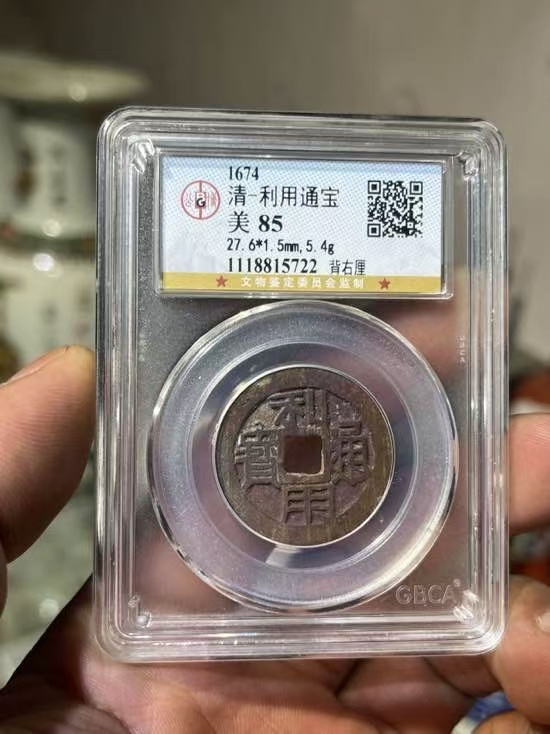 1674
清-利用通宝
美 85
27.6*1.5mm,5.4g
1118815722 背右厘
★ 文物鉴定委员会监制 ★
利
寶 通
用
GBCA®